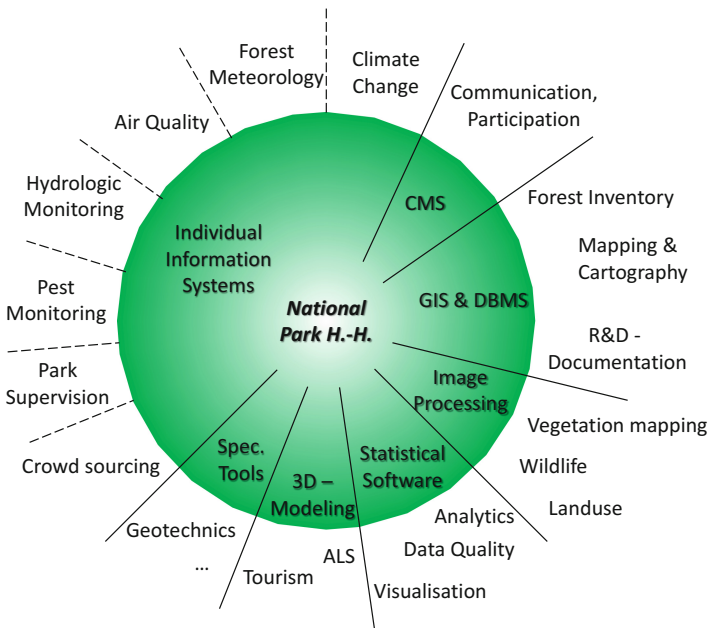 Forest
Meteorology
Climate
Change
Communication,
Participation
Air Quality
Hydrologic
Monitoring
CMS
Forest Inventory
Individual
Information
Systems
Mapping &
Cartography
Pest
Monitoring
National
Park H.-H.
GIS & DBMS
R&D -
Documentation
Park
Supervision
Image
Processing
Vegetation mapping
Crowd sourcing
Spec.
Tools
3D –
Modeling
Statistical
Software
Wildlife
Landuse
Geotechnics
...
Tourism
ALS
Analytics
Data Quality
Visualisation